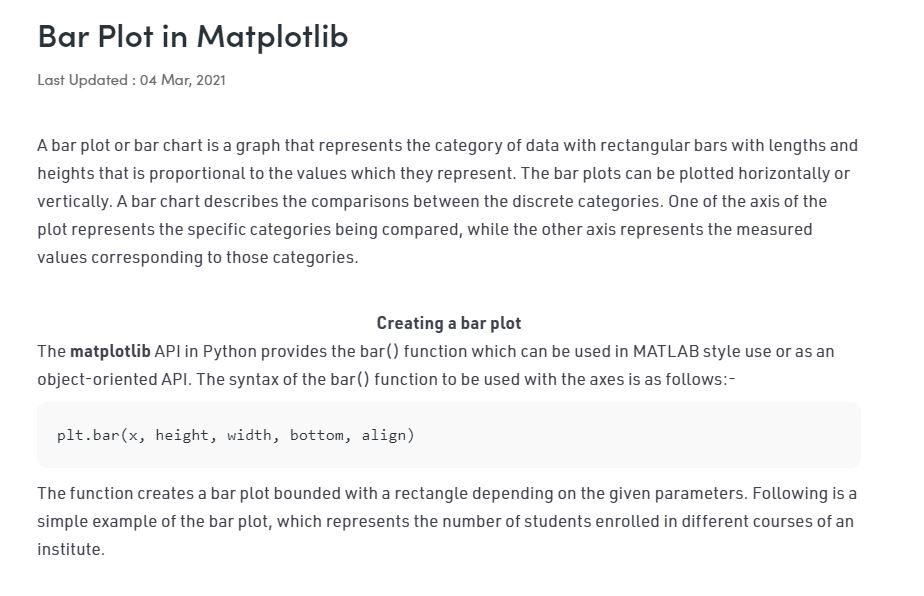 Bar Plot in Matplotlib
Last Updated : 04 Mar, 2021
A bar plot or bar chart is a graph that represents the category of data with rectangular bars with lengths and
heights that is proportional to the values which they represent. The bar plots can be plotted horizontally or
vertically. A bar chart describes the comparisons between the discrete categories. One of the axis of the
plot represents the specific categories being compared, while the other axis represents the measured
values corresponding to those categories.
Creating a bar plot
The matplotlib API in Python provides the bar() function which can be used in MATLAB style use or as an
object-oriented API. The syntax of the bar() function to be used with the axes is as follows:-
plt.bar(x, height, width, bottom, align)
The function creates a bar plot bounded with a rectangle depending on the given parameters. Following is a
simple example of the bar plot, which represents the number of students enrolled in different courses of an
institute.